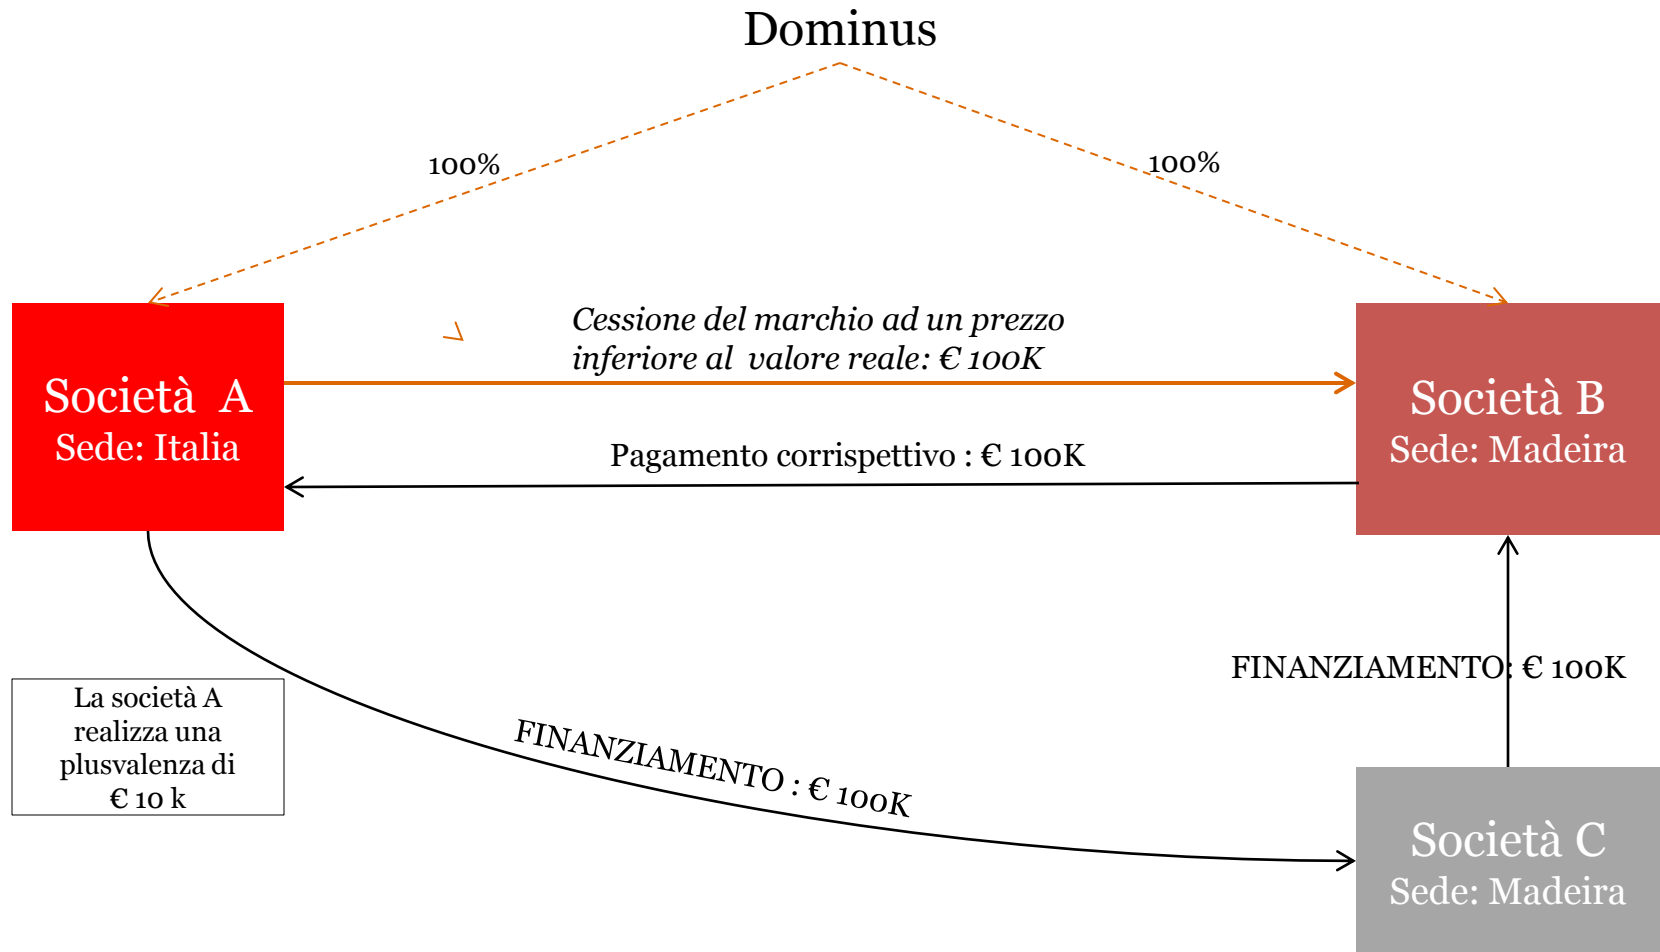 Dominus
100%
100%
Cessione del marchio ad un prezzo
inferiore al valore reale: € 100K
Società A
Sede: Italia
Società B
Sede: Madeira
Pagamento corrispettivo : € 100K
FINANZIAMENTO: € 100K
La società A
realizza una
plusvalenza di
€ 10 k
FINANZIAMENTO : € 100K
Società C
Sede: Madeira